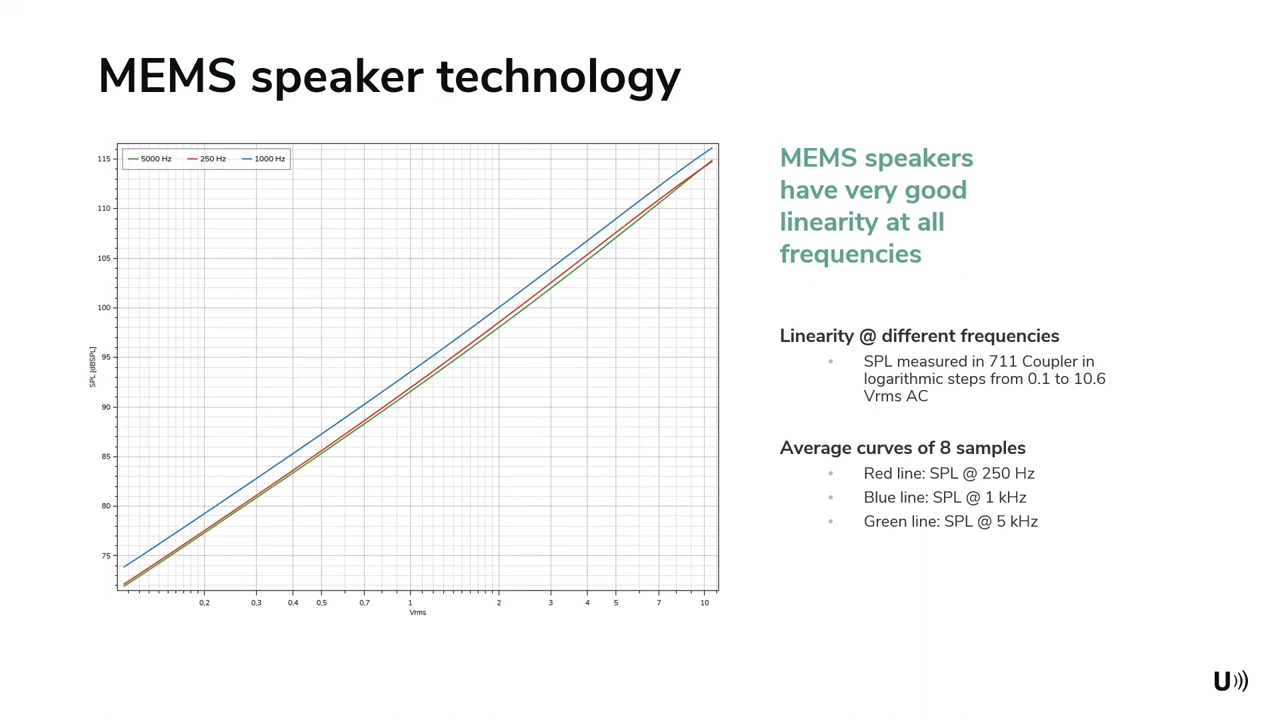 MEMS speaker technology
5000 Hz 250 Hz 1000 Hz
115
110
105
100
95
90
85
80
75
SPL [dBSPL]
0,2 0,3 0,4 0,5 0,7 1 2 3 4 5 7 10
Vrms
MEMS speakers
have very good
linearity at all
frequencies
Linearity @ different frequencies
SPL measured in 711 Coupler in
logarithmic steps from 0.1 to 10.6
Vrms AC
Average curves of 8 samples
Red line: SPL @ 250 Hz
Blue line: SPL @ 1 kHz
Green line: SPL @ 5 kHz
U